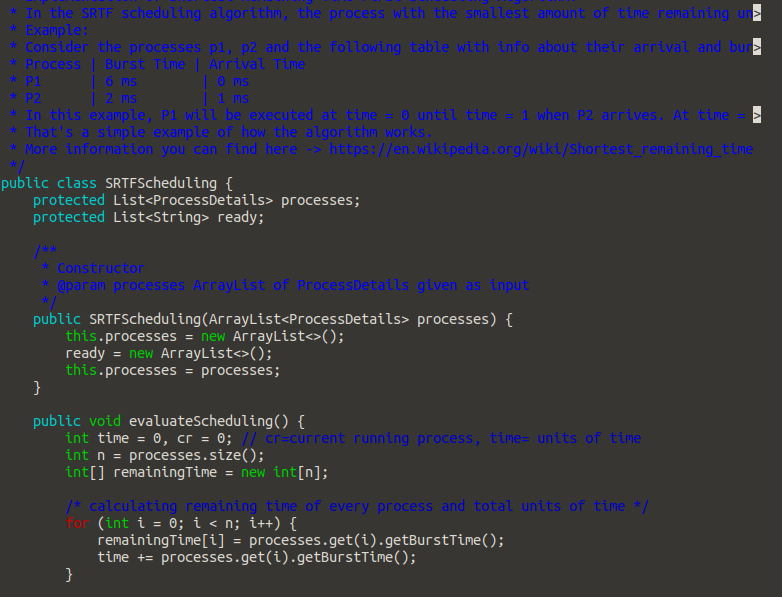 * In the SRTF scheduling algorithm, the process with the smallest amount of time remaining un>
* Example:
* Consider the processes p1, p2 and the following table with info about their arrival and bur>
* Process | Burst Time | Arrival Time
* P1      | 6 ms        | 0 ms
* P2      | 2 ms        | 1 ms
* In this example, P1 will be executed at time = 0 until time = 1 when P2 arrives. At time = >
* That's a simple example of how the algorithm works.
* More information you can find here -> https://en.wikipedia.org/wiki/Shortest_remaining_time
*/
public class SRTFScheduling {
    protected List<ProcessDetails> processes;
    protected List<String> ready;
    /**
     * Constructor
     * @param processes ArrayList of ProcessDetails given as input
     */
    public SRTFScheduling(ArrayList<ProcessDetails> processes) {
        this.processes = new ArrayList<>();
        ready = new ArrayList<>();
        this.processes = processes;
    }
    public void evaluateScheduling() {
        int time = 0, cr = 0; // cr=current running process, time= units of time
        int n = processes.size();
        int[] remainingTime = new int[n];
        /* calculating remaining time of every process and total units of time */
        for (int i = 0; i < n; i++) {
            remainingTime[i] = processes.get(i).getBurstTime();
            time += processes.get(i).getBurstTime();
        }